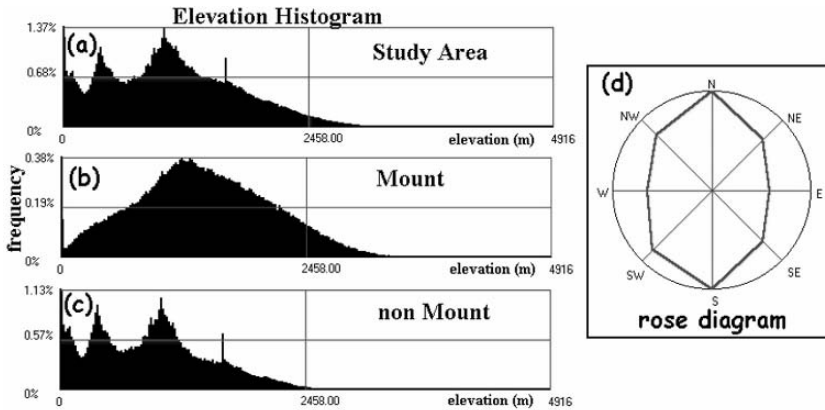 Elevation Histogram
1.37%
(a)
Study Area
0.68%
0%
0
2458.00
elevation (m)
4916
frequency
0.38%
(b)
Mount
0.19%
0%
0
2458.00
elevation (m)
4916
1.13%
(c)
non Mount
0.57%
0%
0
2458.00
elevation (m)
4916
(d)
N
NW
NE
W
E
SW
SE
S
rose diagram